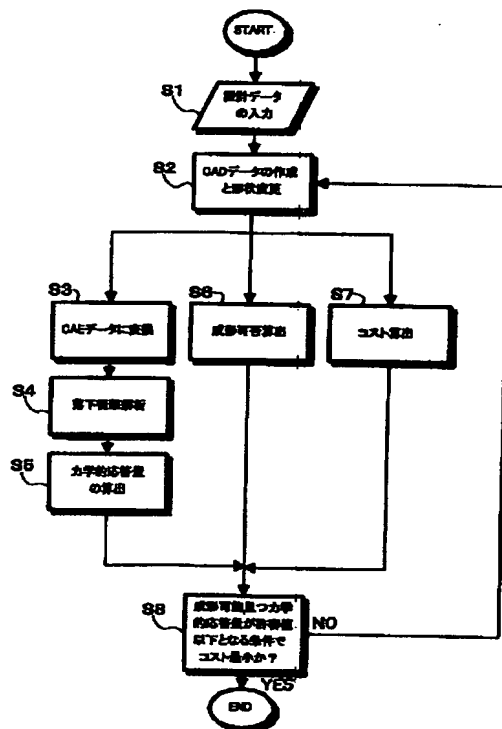 START
S1
設計データ
の入力
S2
CADデータの作成
と形状変更
S3
CAEデータに変換
S6
成形可否算出
S7
コスト算出
S4
落下衝撃解析
S5
力学的応答量
の算出
S8
成形可能且つ力学
的応答量が許容値
以下となる条件で
コスト最小か?
NO
YES
END